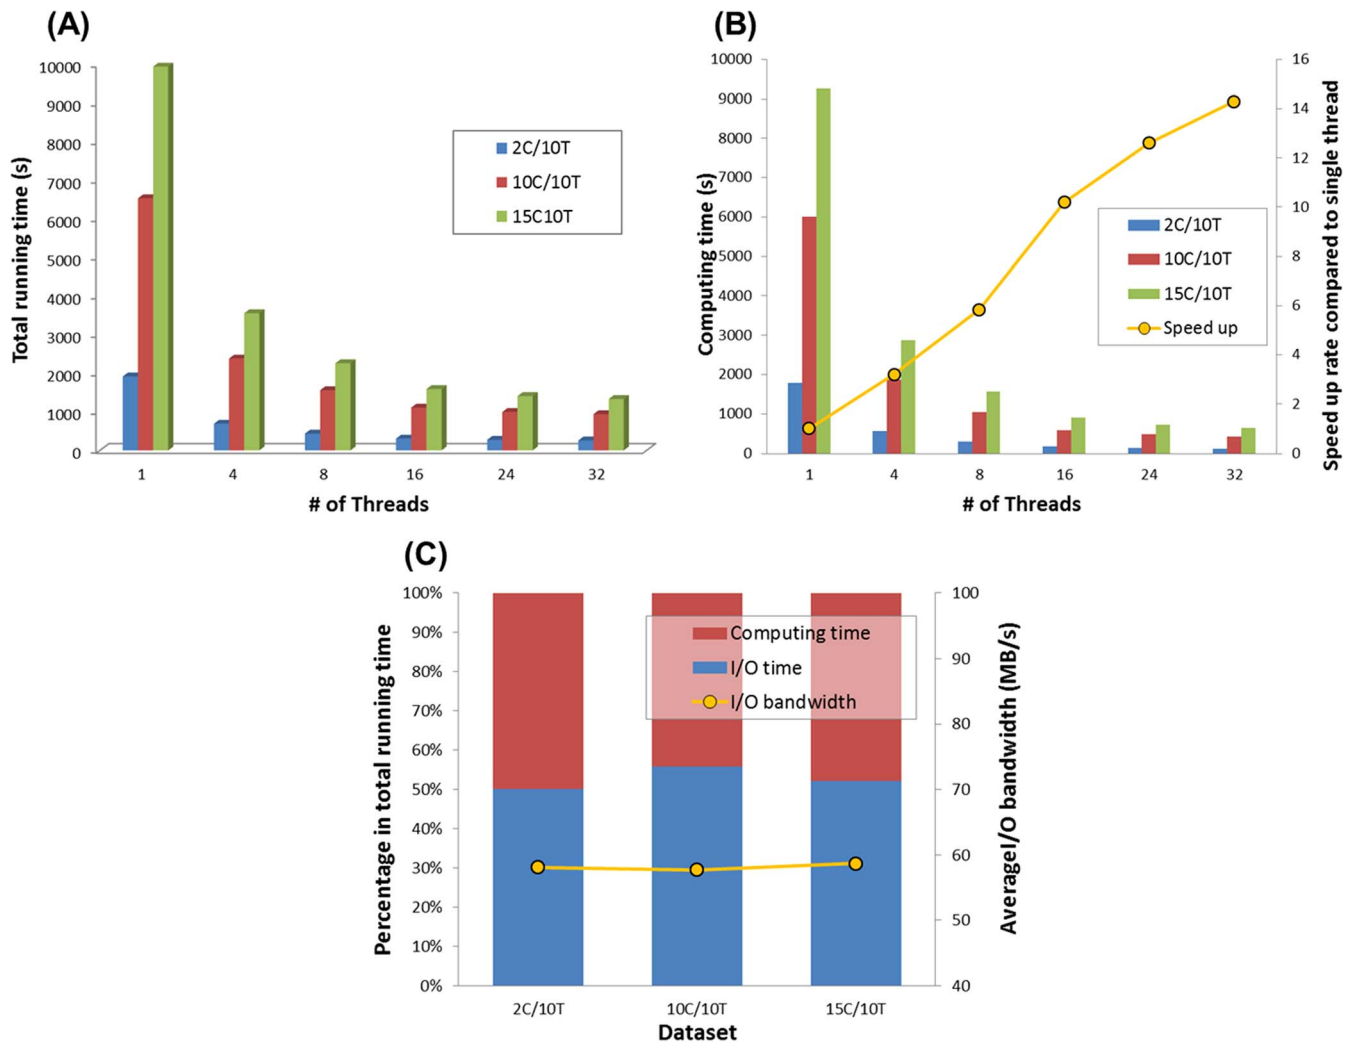 (A)
Total running time (s)
10000
9000
8000
7000
6000
5000
4000
3000
2000
1000
0
2C/10T
10C/10T
15C10T
1 4 8 16 24 32
# of Threads
(B)
Computing time (s)
10000
9000
8000
7000
6000
5000
4000
3000
2000
1000
0
16
14
12
10
8
6
4
2
0
Speed up rate compared to single thread
2C/10T
10C/10T
15C/10T
Speed up
1 4 8 16 24 32
# of Threads
(C)
Percentage in total running time
100%
90%
80%
70%
60%
50%
40%
30%
20%
10%
0%
Computing time
I/O time
I/O bandwidth
100
90
80
70
60
50
40
AverageI/O bandwidth (MB/s)
2C/10T 10C/10T 15C/10T
Dataset